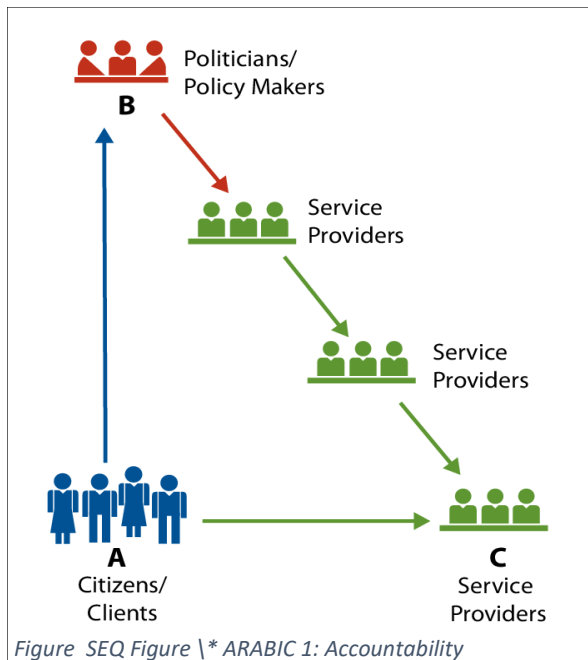 Politicians/
Policy Makers
B
Service
Providers
Service
Providers
A
Citizens/
Clients
C
Service
Providers
Figure  SEQ Figure \* ARABIC 1: Accountability